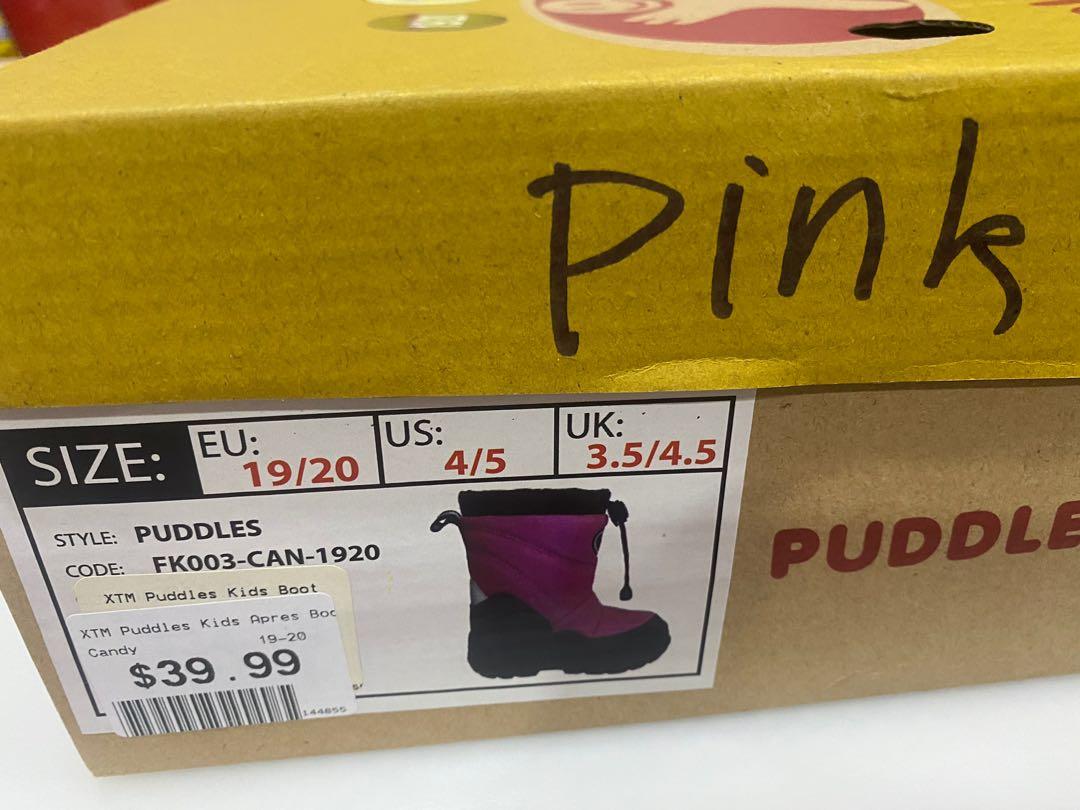 Pink
SIZE:
EU:
19/20
US:
4/5
UK:
3.5/4.5
STYLE: PUDDLES
CODE: FK003-CAN-1920
XTM Puddles Kids Boot
XTM Puddles Kids Apres Boo
19-20
Candy
$39.99
144855
PUDDLE